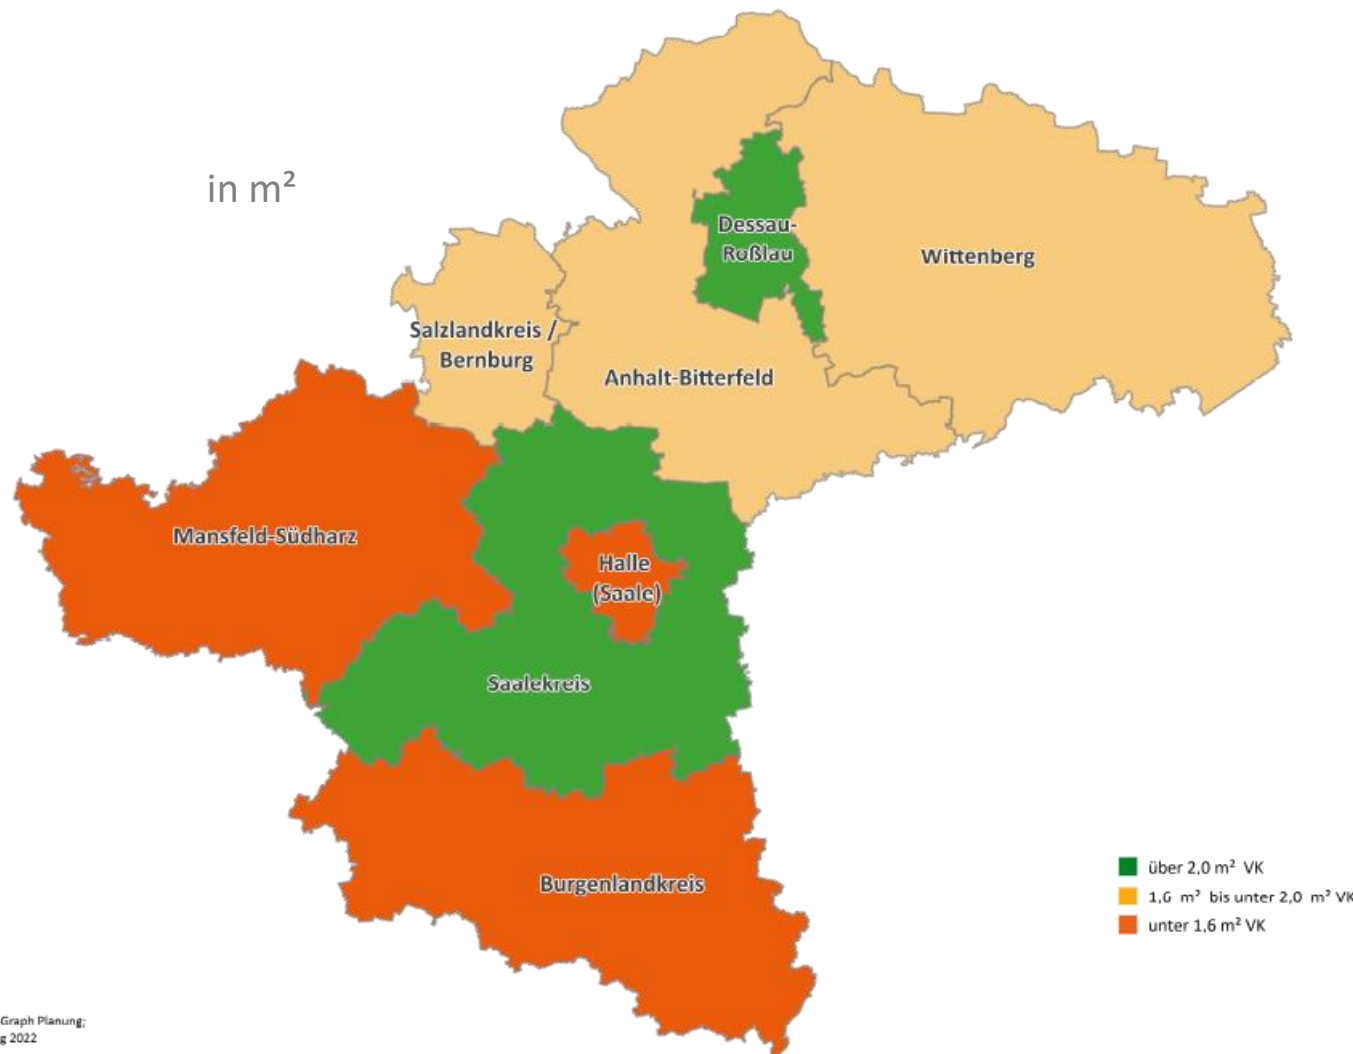 in m²
Dessau-
Roßlau
Wittenberg
Salzlandkreis /
Bernburg
Anhalt-Bitterfeld
Mansfeld-Südharz
Halle
(Saale)
Saalekreis
Burgenlandkreis
über 2,0 m² VK
1,6 m² bis unter 2,0 m² VK
unter 1,6 m² VK
Graph Planung;
g 2022